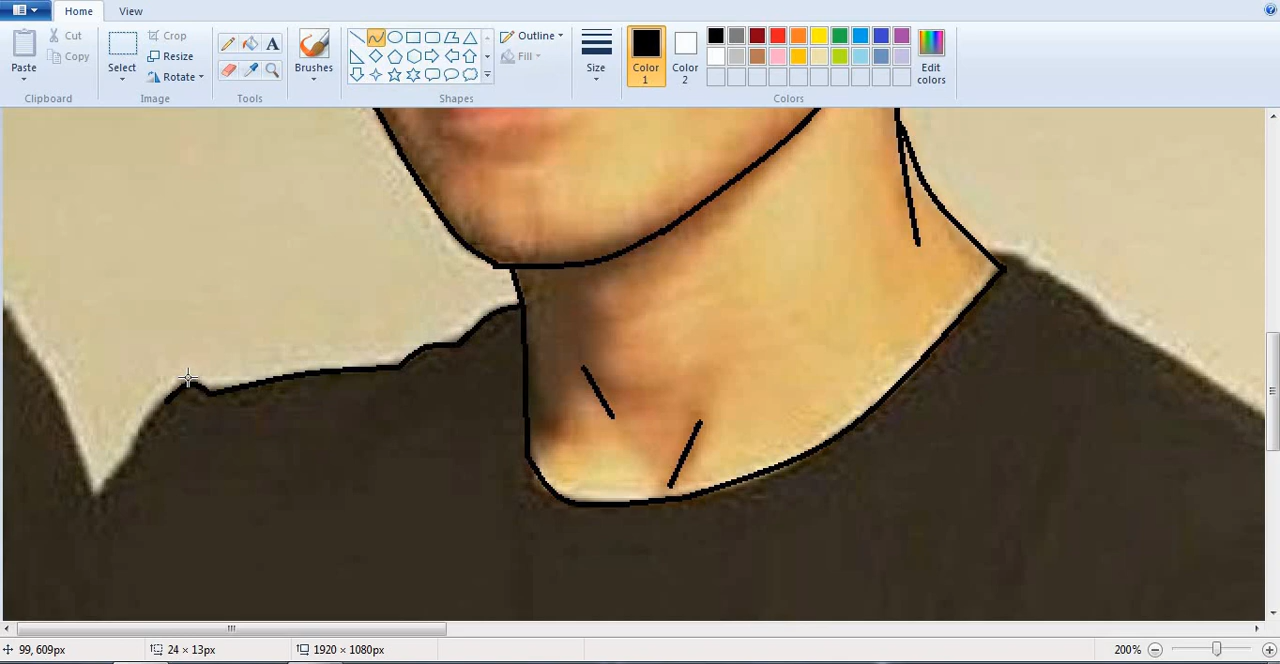 Home View
Paste
Cut
Copy
Clipboard
Select
Crop
Resize
Rotate
Image
A
Tools
Brushes
Shapes
Outline
Fill
Size
Color 1
Color 2
Edit colors
Colors
99, 609px
24 × 13px
1920 × 1080px
200%